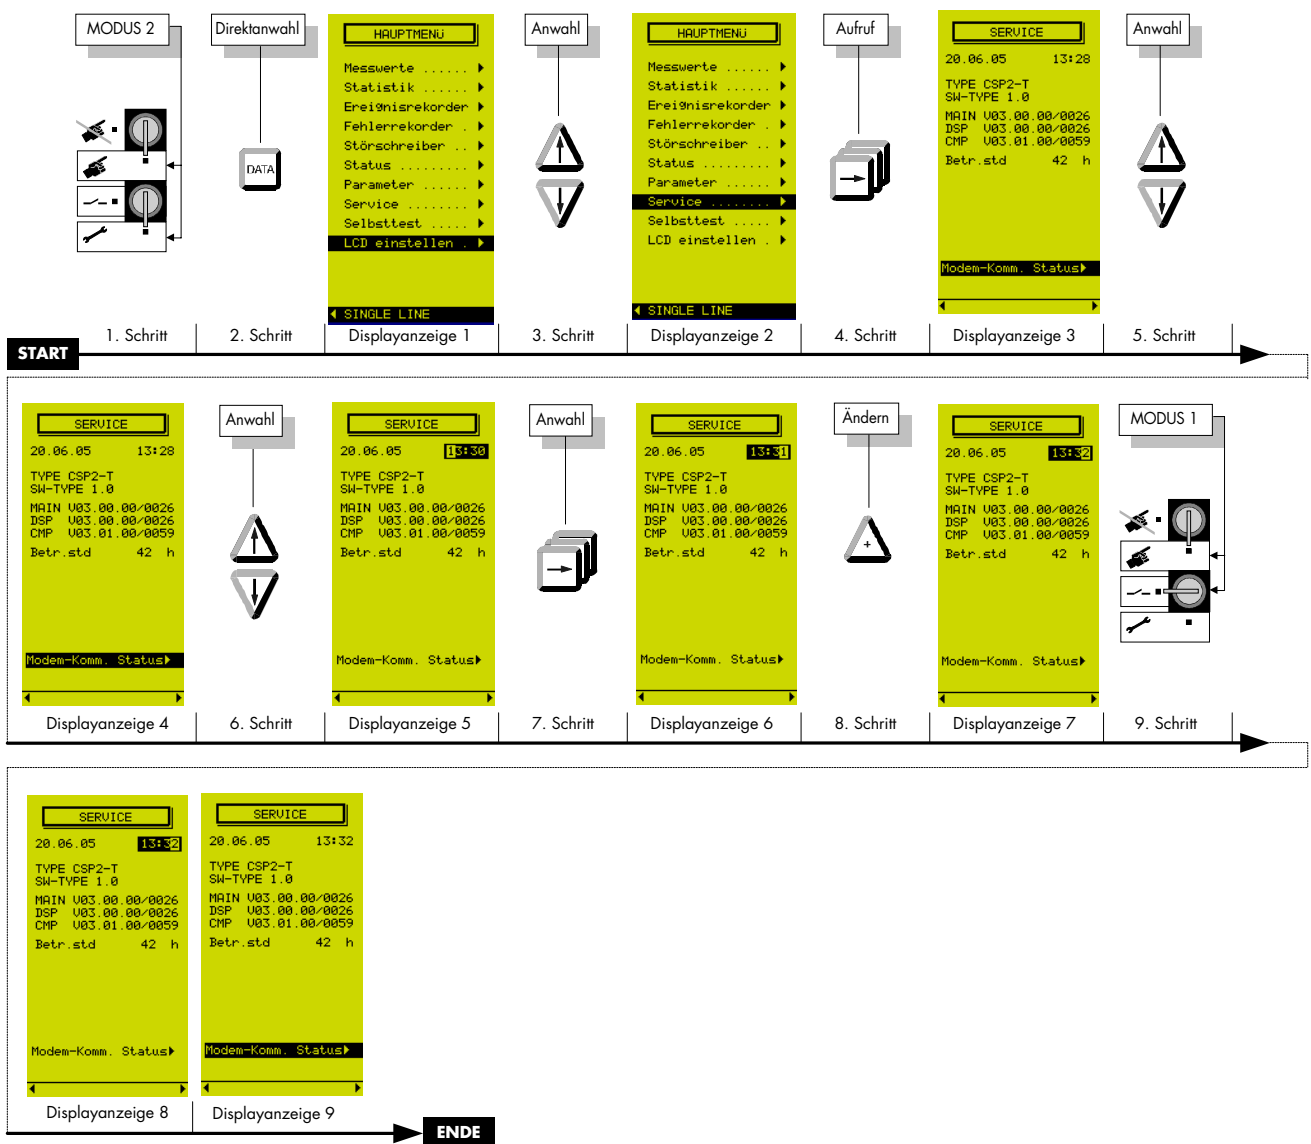 MODUS 2
Direktanwahl
DATA
HAUPTMENÜ
Messwerte ......
Statistik ......
Ereignisrekorder
Fehlerrekorder .
Störschreiber ..
Status .........
Parameter ......
Service ........
Selbsttest .....
LCD einstellen .
SINGLE LINE
Anwahl
HAUPTMENÜ
Messwerte ......
Statistik ......
Ereignisrekorder
Fehlerrekorder .
Störschreiber ..
Status .........
Parameter ......
Service ........
Selbsttest .....
LCD einstellen .
SINGLE LINE
Aufruf
SERVICE
20.06.05 13:28
TYPE CSP2-T
SW-TYPE 1.0
MAIN V03.00.00/0026
DSP V03.00.00/0026
CMP V03.01.00/0059
Betr.std 42 h
Modem-Komm. Status
Anwahl
1. Schritt
2. Schritt
Displayanzeige 1
3. Schritt
Displayanzeige 2
4. Schritt
Displayanzeige 3
5. Schritt
START
SERVICE
20.06.05 13:28
TYPE CSP2-T
SW-TYPE 1.0
MAIN V03.00.00/0026
DSP V03.00.00/0026
CMP V03.01.00/0059
Betr.std 42 h
Modem-Komm. Status
Anwahl
SERVICE
20.06.05 13:30
TYPE CSP2-T
SW-TYPE 1.0
MAIN V03.00.00/0026
DSP V03.00.00/0026
CMP V03.01.00/0059
Betr.std 42 h
Modem-Komm. Status
Anwahl
SERVICE
20.06.05 13:31
TYPE CSP2-T
SW-TYPE 1.0
MAIN V03.00.00/0026
DSP V03.00.00/0026
CMP V03.01.00/0059
Betr.std 42 h
Modem-Komm. Status
Ändern
+
SERVICE
20.06.05 13:32
TYPE CSP2-T
SW-TYPE 1.0
MAIN V03.00.00/0026
DSP V03.00.00/0026
CMP V03.01.00/0059
Betr.std 42 h
Modem-Komm. Status
MODUS 1
Displayanzeige 4
6. Schritt
Displayanzeige 5
7. Schritt
Displayanzeige 6
8. Schritt
Displayanzeige 7
9. Schritt
SERVICE
20.06.05 13:32
TYPE CSP2-T
SW-TYPE 1.0
MAIN V03.00.00/0026
DSP V03.00.00/0026
CMP V03.01.00/0059
Betr.std 42 h
Modem-Komm. Status
SERVICE
20.06.05 13:32
TYPE CSP2-T
SW-TYPE 1.0
MAIN V03.00.00/0026
DSP V03.00.00/0026
CMP V03.01.00/0059
Betr.std 42 h
Modem-Komm. Status
Displayanzeige 8
Displayanzeige 9
ENDE